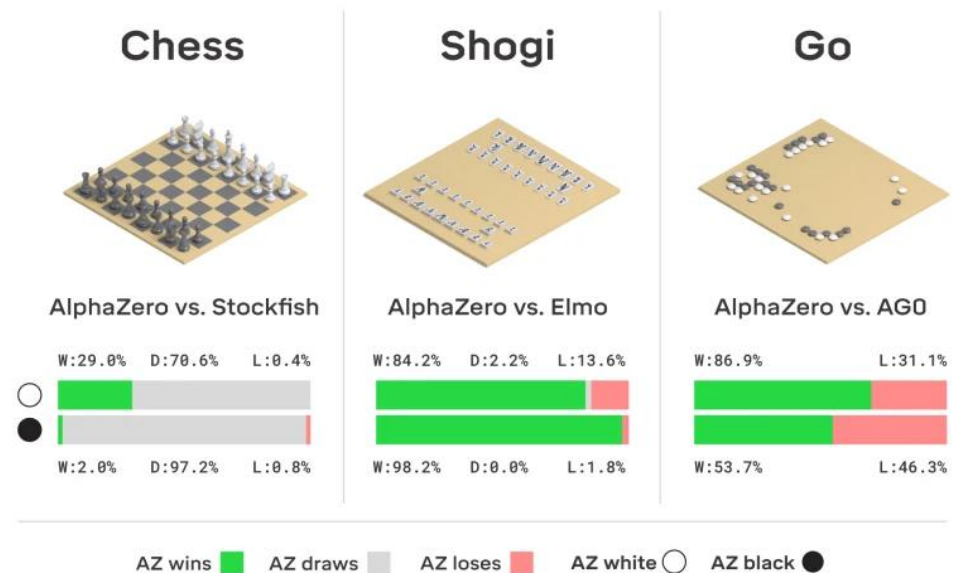 Chess
Shogi
Go
AlphaZero vs. Stockfish
AlphaZero vs. Elmo
AlphaZero vs. AG0
W:29.0% D:70.6% L:0.4%
W:84.2% D:2.2% L:13.6%
W:86.9% L:31.1%
W:2.0% D:97.2% L:0.8%
W:98.2% D:0.0% L:1.8%
W:53.7% L:46.3%
AZ wins AZ draws AZ loses AZ white AZ black